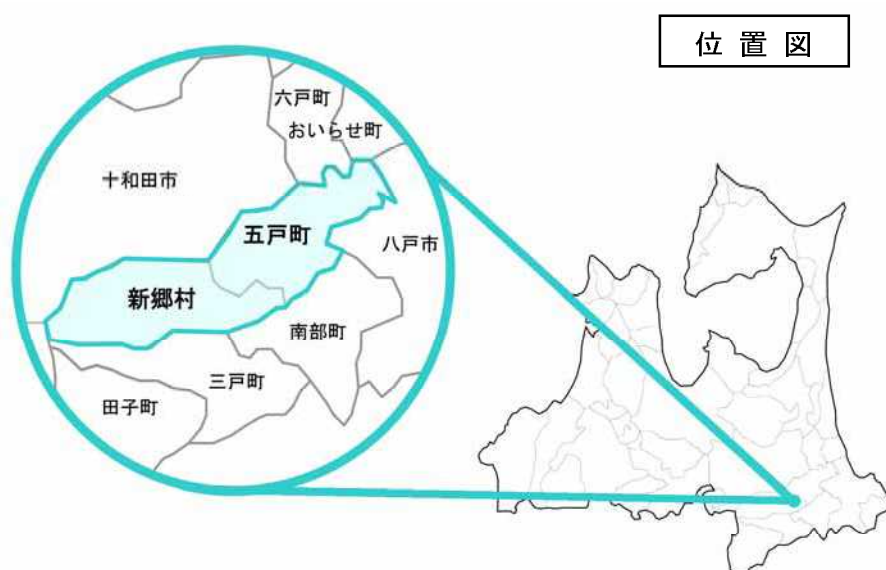 位置図
六戸町
おいらせ町
十和田市
五戸町
八戸市
新郷村
南部町
三戸町
田子町